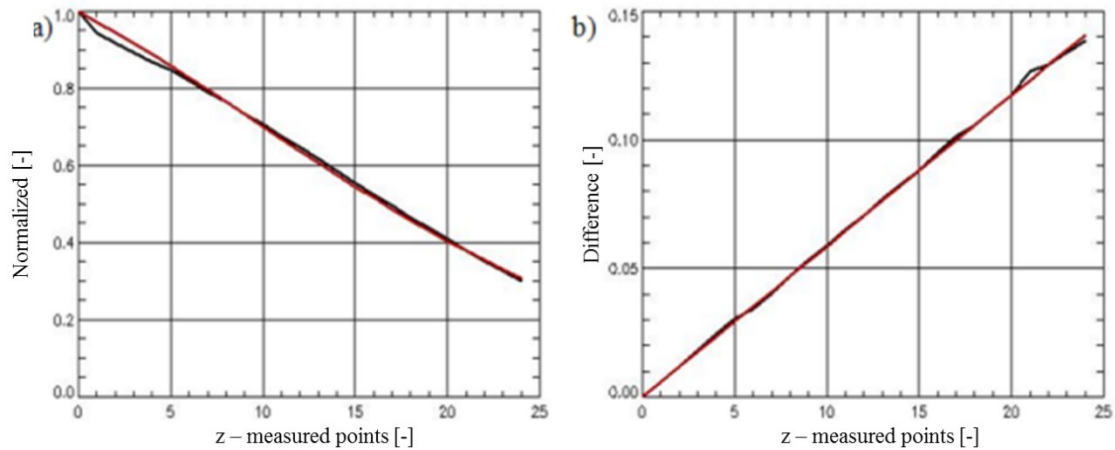 a)
1.0
0.8
0.6
0.4
0.2
0.0
Normalized [-]
0 5 10 15 20 25
z – measured points [-]
b)
0.15
0.10
0.05
0.00
Difference [-]
0 5 10 15 20 25
z – measured points [-]